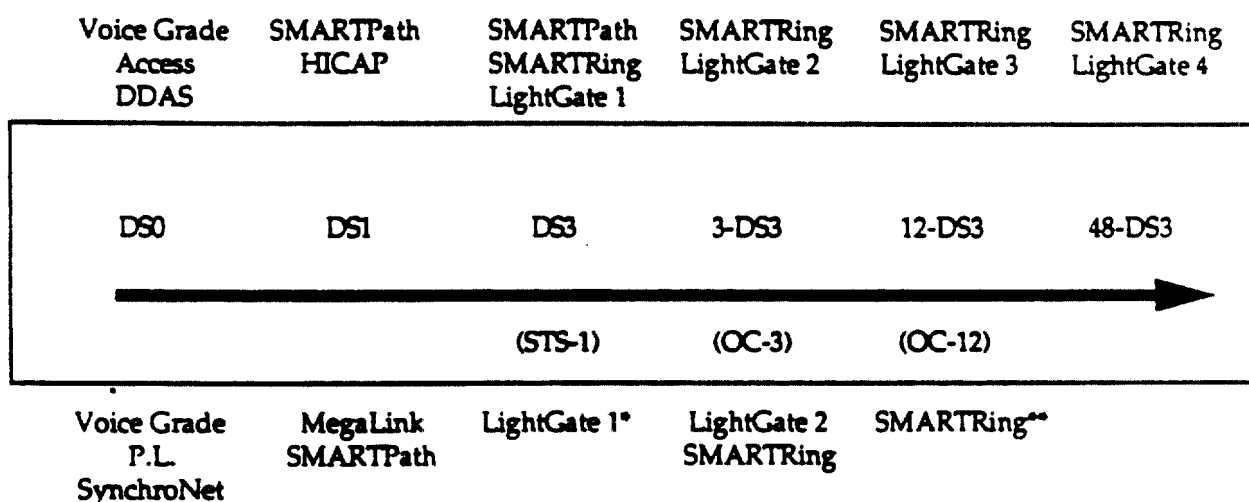 Voice Grade
Access
DDAS
SMARTPath
HICAP
SMARTPath
SMARTRing
LightGate 1
SMARTRing
LightGate 2
SMARTRing
LightGate 3
SMARTRing
LightGate 4
DS0
DS1
DS3
3-DS3
12-DS3
48-DS3
(STS-1)
(OC-3)
(OC-12)
Voice Grade
P.L.
SynchroNet
MegaLink
SMARTPath
LightGate 1*
LightGate 2
SMARTRing
SMARTRing**